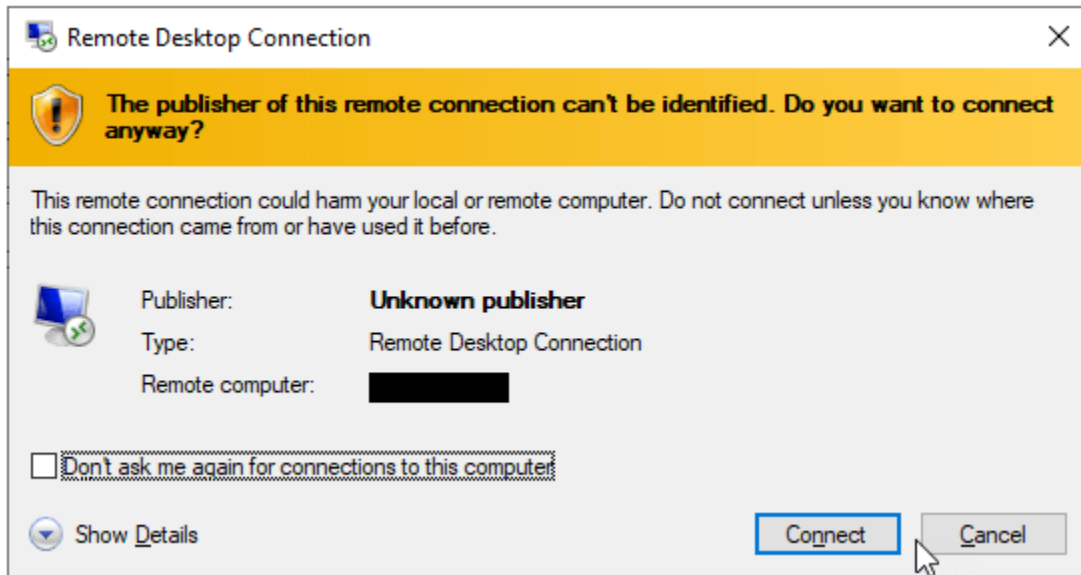 Remote Desktop Connection
The publisher of this remote connection can't be identified. Do you want to connect
anyway?
This remote connection could harm your local or remote computer. Do not connect unless you know where
this connection came from or have used it before.
Publisher: Unknown publisher
Type: Remote Desktop Connection
Remote computer:
Don't ask me again for connections to this computer
Show Details Connect Cancel